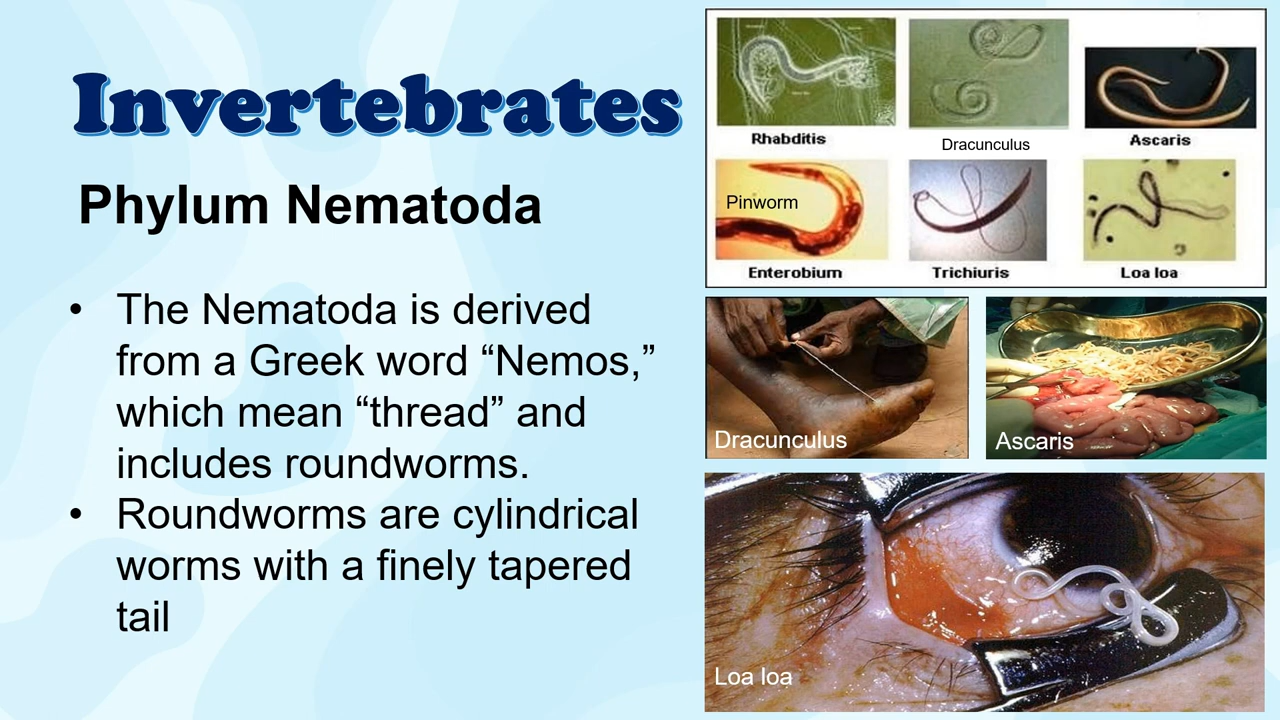 Invertebrates
Phylum Nematoda
• The Nematoda is derived
from a Greek word “Nemos,”
which mean “thread” and
includes roundworms.
• Roundworms are cylindrical
worms with a finely tapered
tail
Rhabditis
Dracunculus
Ascaris
Pinworm
Enterobium
Trichiuris
Loa loa
Dracunculus
Ascaris
Loa loa